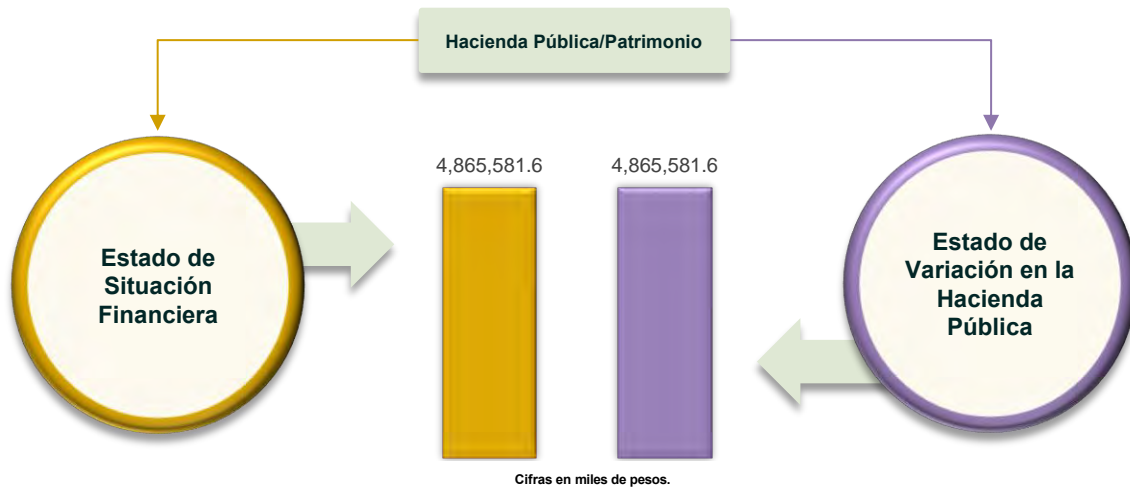 Hacienda Pública/Patrimonio
4,865,581.6
4,865,581.6
Estado de
Situación
Financiera
Estado de
Variación en la
Hacienda
Pública
Cifras en miles de pesos.